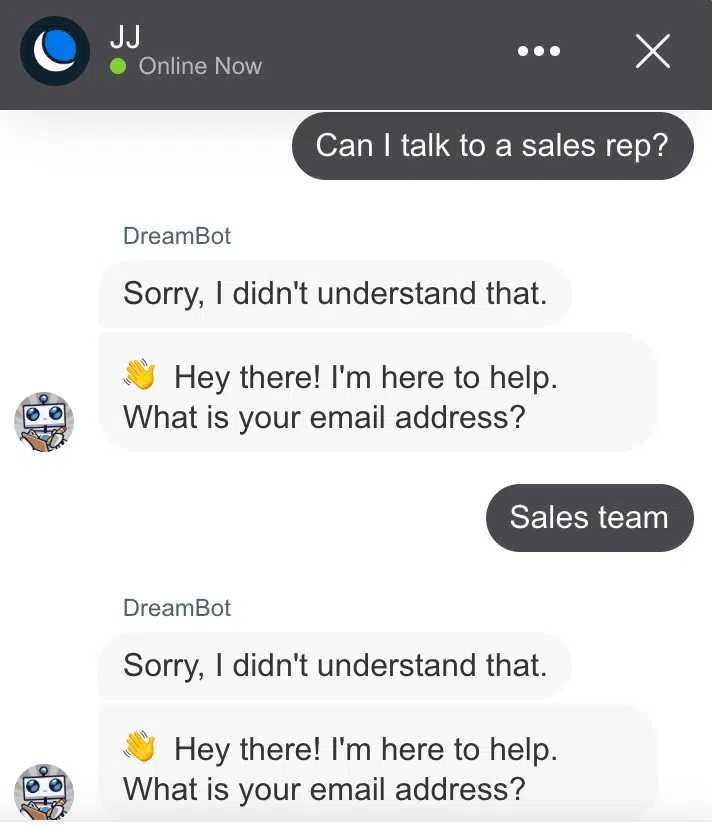 JJ
Online Now
Can I talk to a sales rep?
DreamBot
Sorry, I didn't understand that.
👋 Hey there! I'm here to help.
What is your email address?
Sales team
DreamBot
Sorry, I didn't understand that.
👋 Hey there! I'm here to help.
What is your email address?